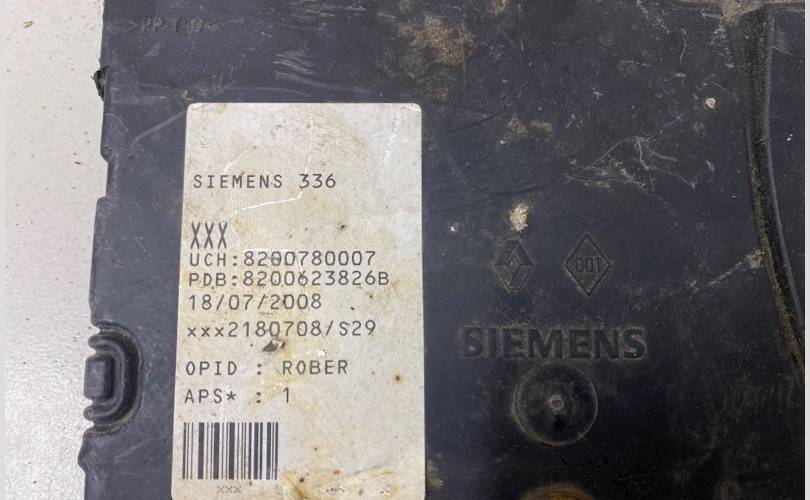 >PP-T40<
SIEMENS 336
XXX
UCH:8200780007
PDB:8200623826B
18/07/2008
xxx2180708/S29
OPID : ROBER
APS* : 1
xxx
001
SIEMENS